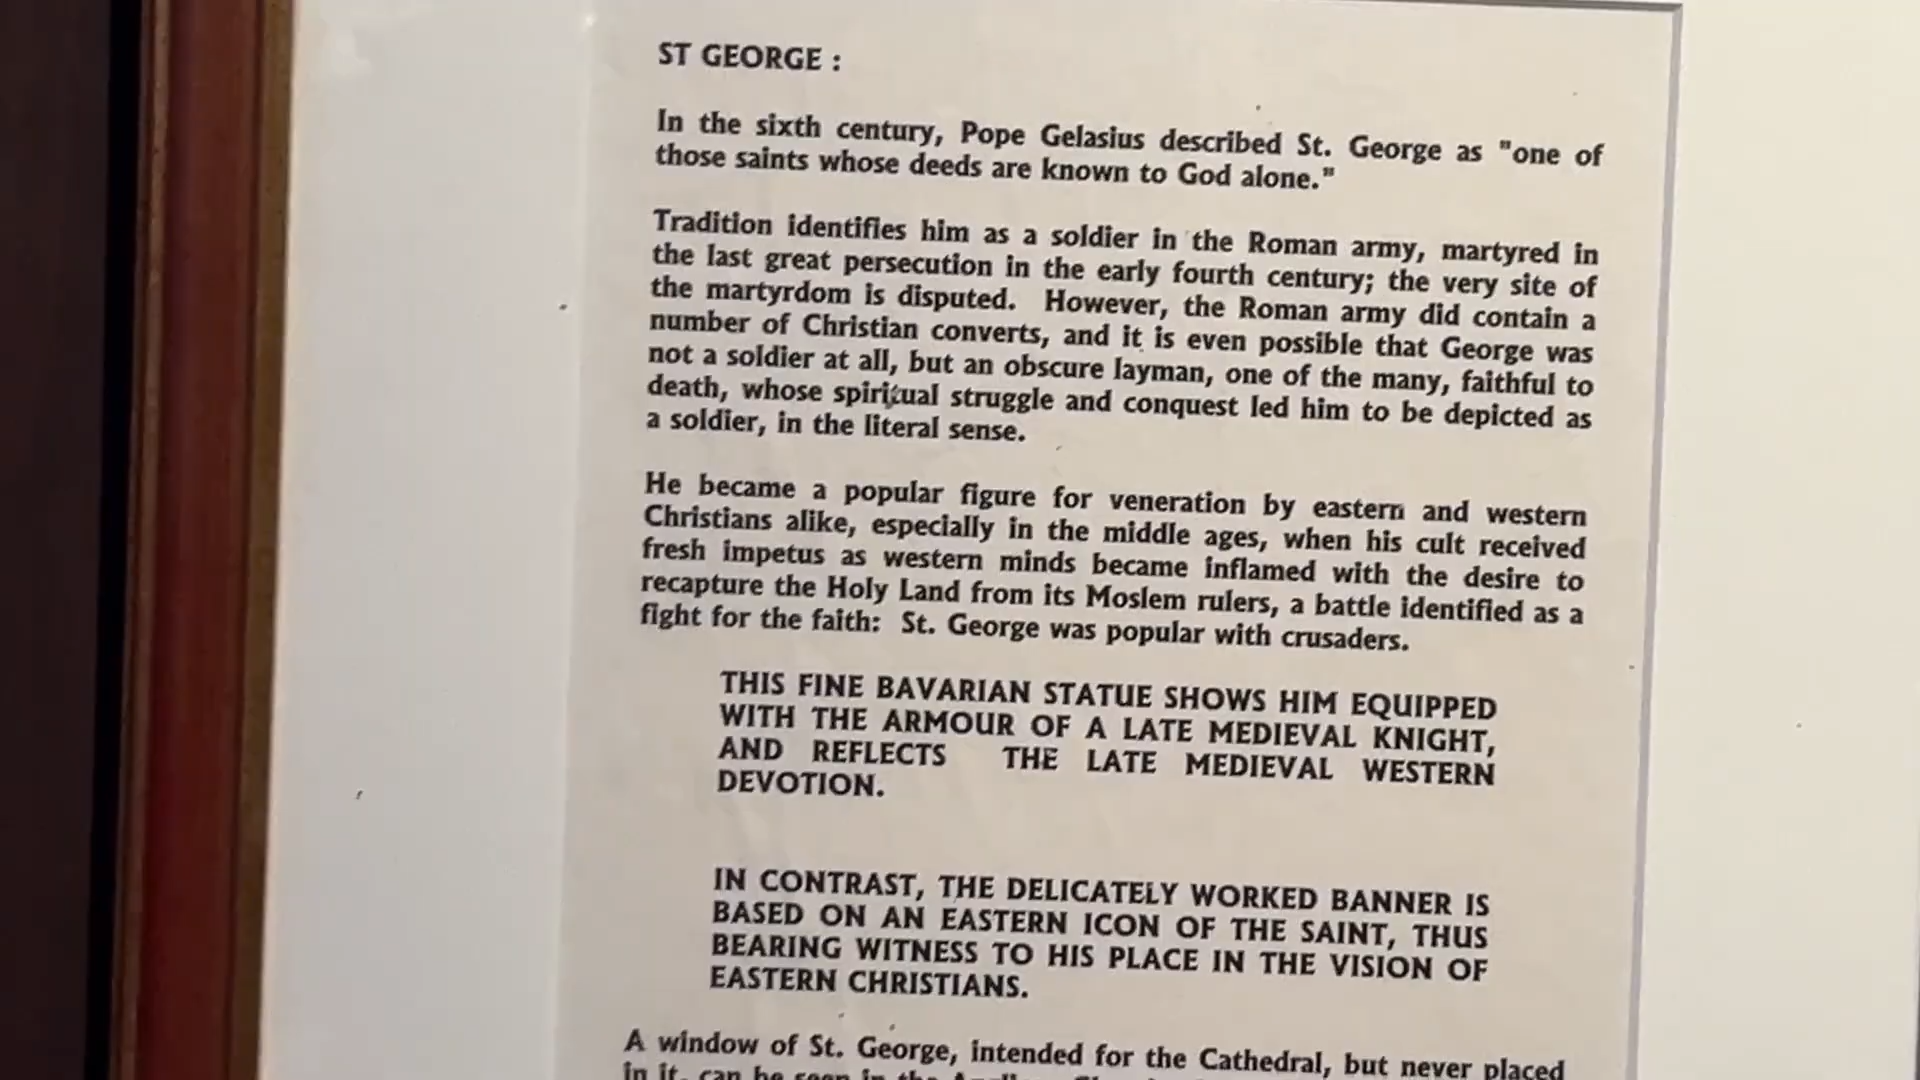 ST GEORGE :
In the sixth century, Pope Gelasius described St. George as "one of
those saints whose deeds are known to God alone."
Tradition identifies him as a soldier in the Roman army, martyred in
the last great persecution in the early fourth century; the very site of
the martyrdom is disputed. However, the Roman army did contain a
number of Christian converts, and it is even possible that George was
not a soldier at all, but an obscure layman, one of the many, faithful to
death, whose spiritual struggle and conquest led him to be depicted as
a soldier, in the literal sense.
He became a popular figure for veneration by eastern and western
Christians alike, especially in the middle ages, when his cult received
fresh impetus as western minds became inflamed with the desire to
recapture the Holy Land from its Moslem rulers, a battle identified as a
fight for the faith: St. George was popular with crusaders.
THIS FINE BAVARIAN STATUE SHOWS HIM EQUIPPED
WITH THE ARMOUR OF A LATE MEDIEVAL KNIGHT,
AND REFLECTS THE LATE MEDIEVAL WESTERN
DEVOTION.
IN CONTRAST, THE DELICATELY WORKED BANNER IS
BASED ON AN EASTERN ICON OF THE SAINT, THUS
BEARING WITNESS TO HIS PLACE IN THE VISION OF
EASTERN CHRISTIANS.
A window of St. George, intended for the Cathedral, but never placed
in it, can be seen in the